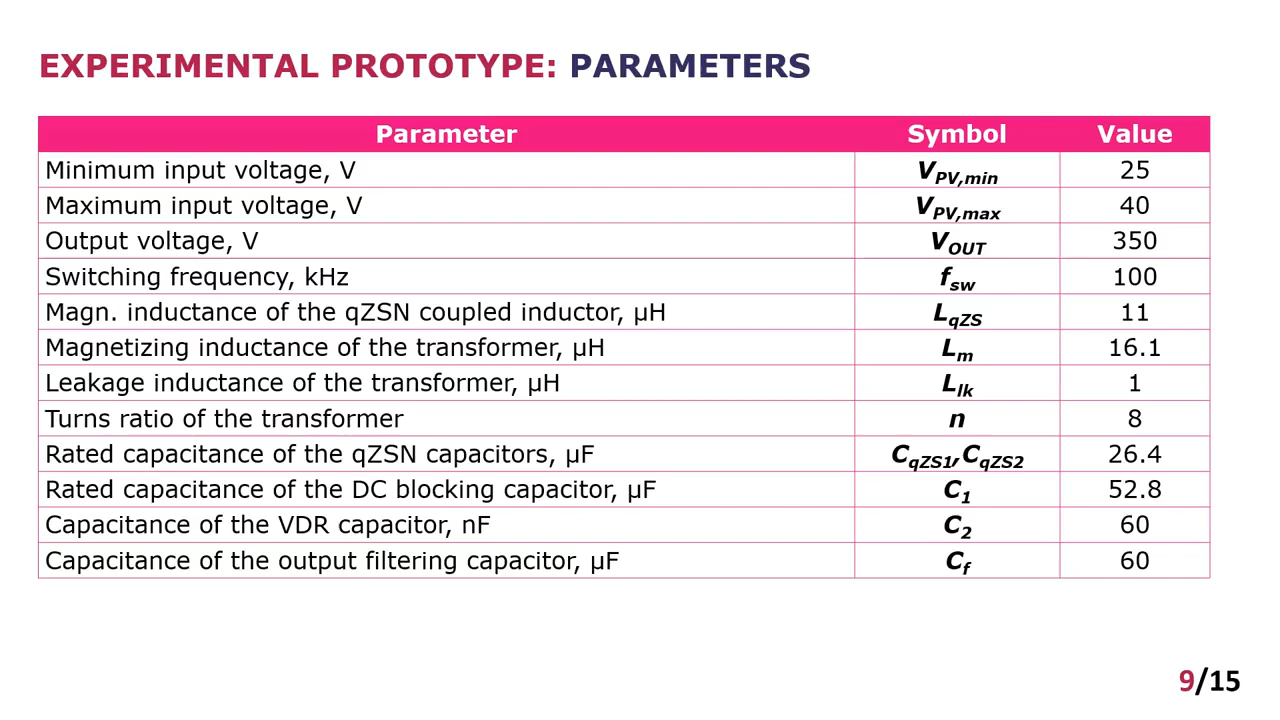 EXPERIMENTAL PROTOTYPE: PARAMETERS
Parameter Symbol Value
Minimum input voltage, V VPV,min 25
Maximum input voltage, V VPV,max 40
Output voltage, V VOUT 350
Switching frequency, kHz fsw 100
Magn. inductance of the qZSN coupled inductor, µH LqZS 11
Magnetizing inductance of the transformer, µH Lm 16.1
Leakage inductance of the transformer, µH Llk 1
Turns ratio of the transformer n 8
Rated capacitance of the qZSN capacitors, µF CqZS1,CqZS2 26.4
Rated capacitance of the DC blocking capacitor, µF C1 52.8
Capacitance of the VDR capacitor, nF C2 60
Capacitance of the output filtering capacitor, µF Cf 60
9/15